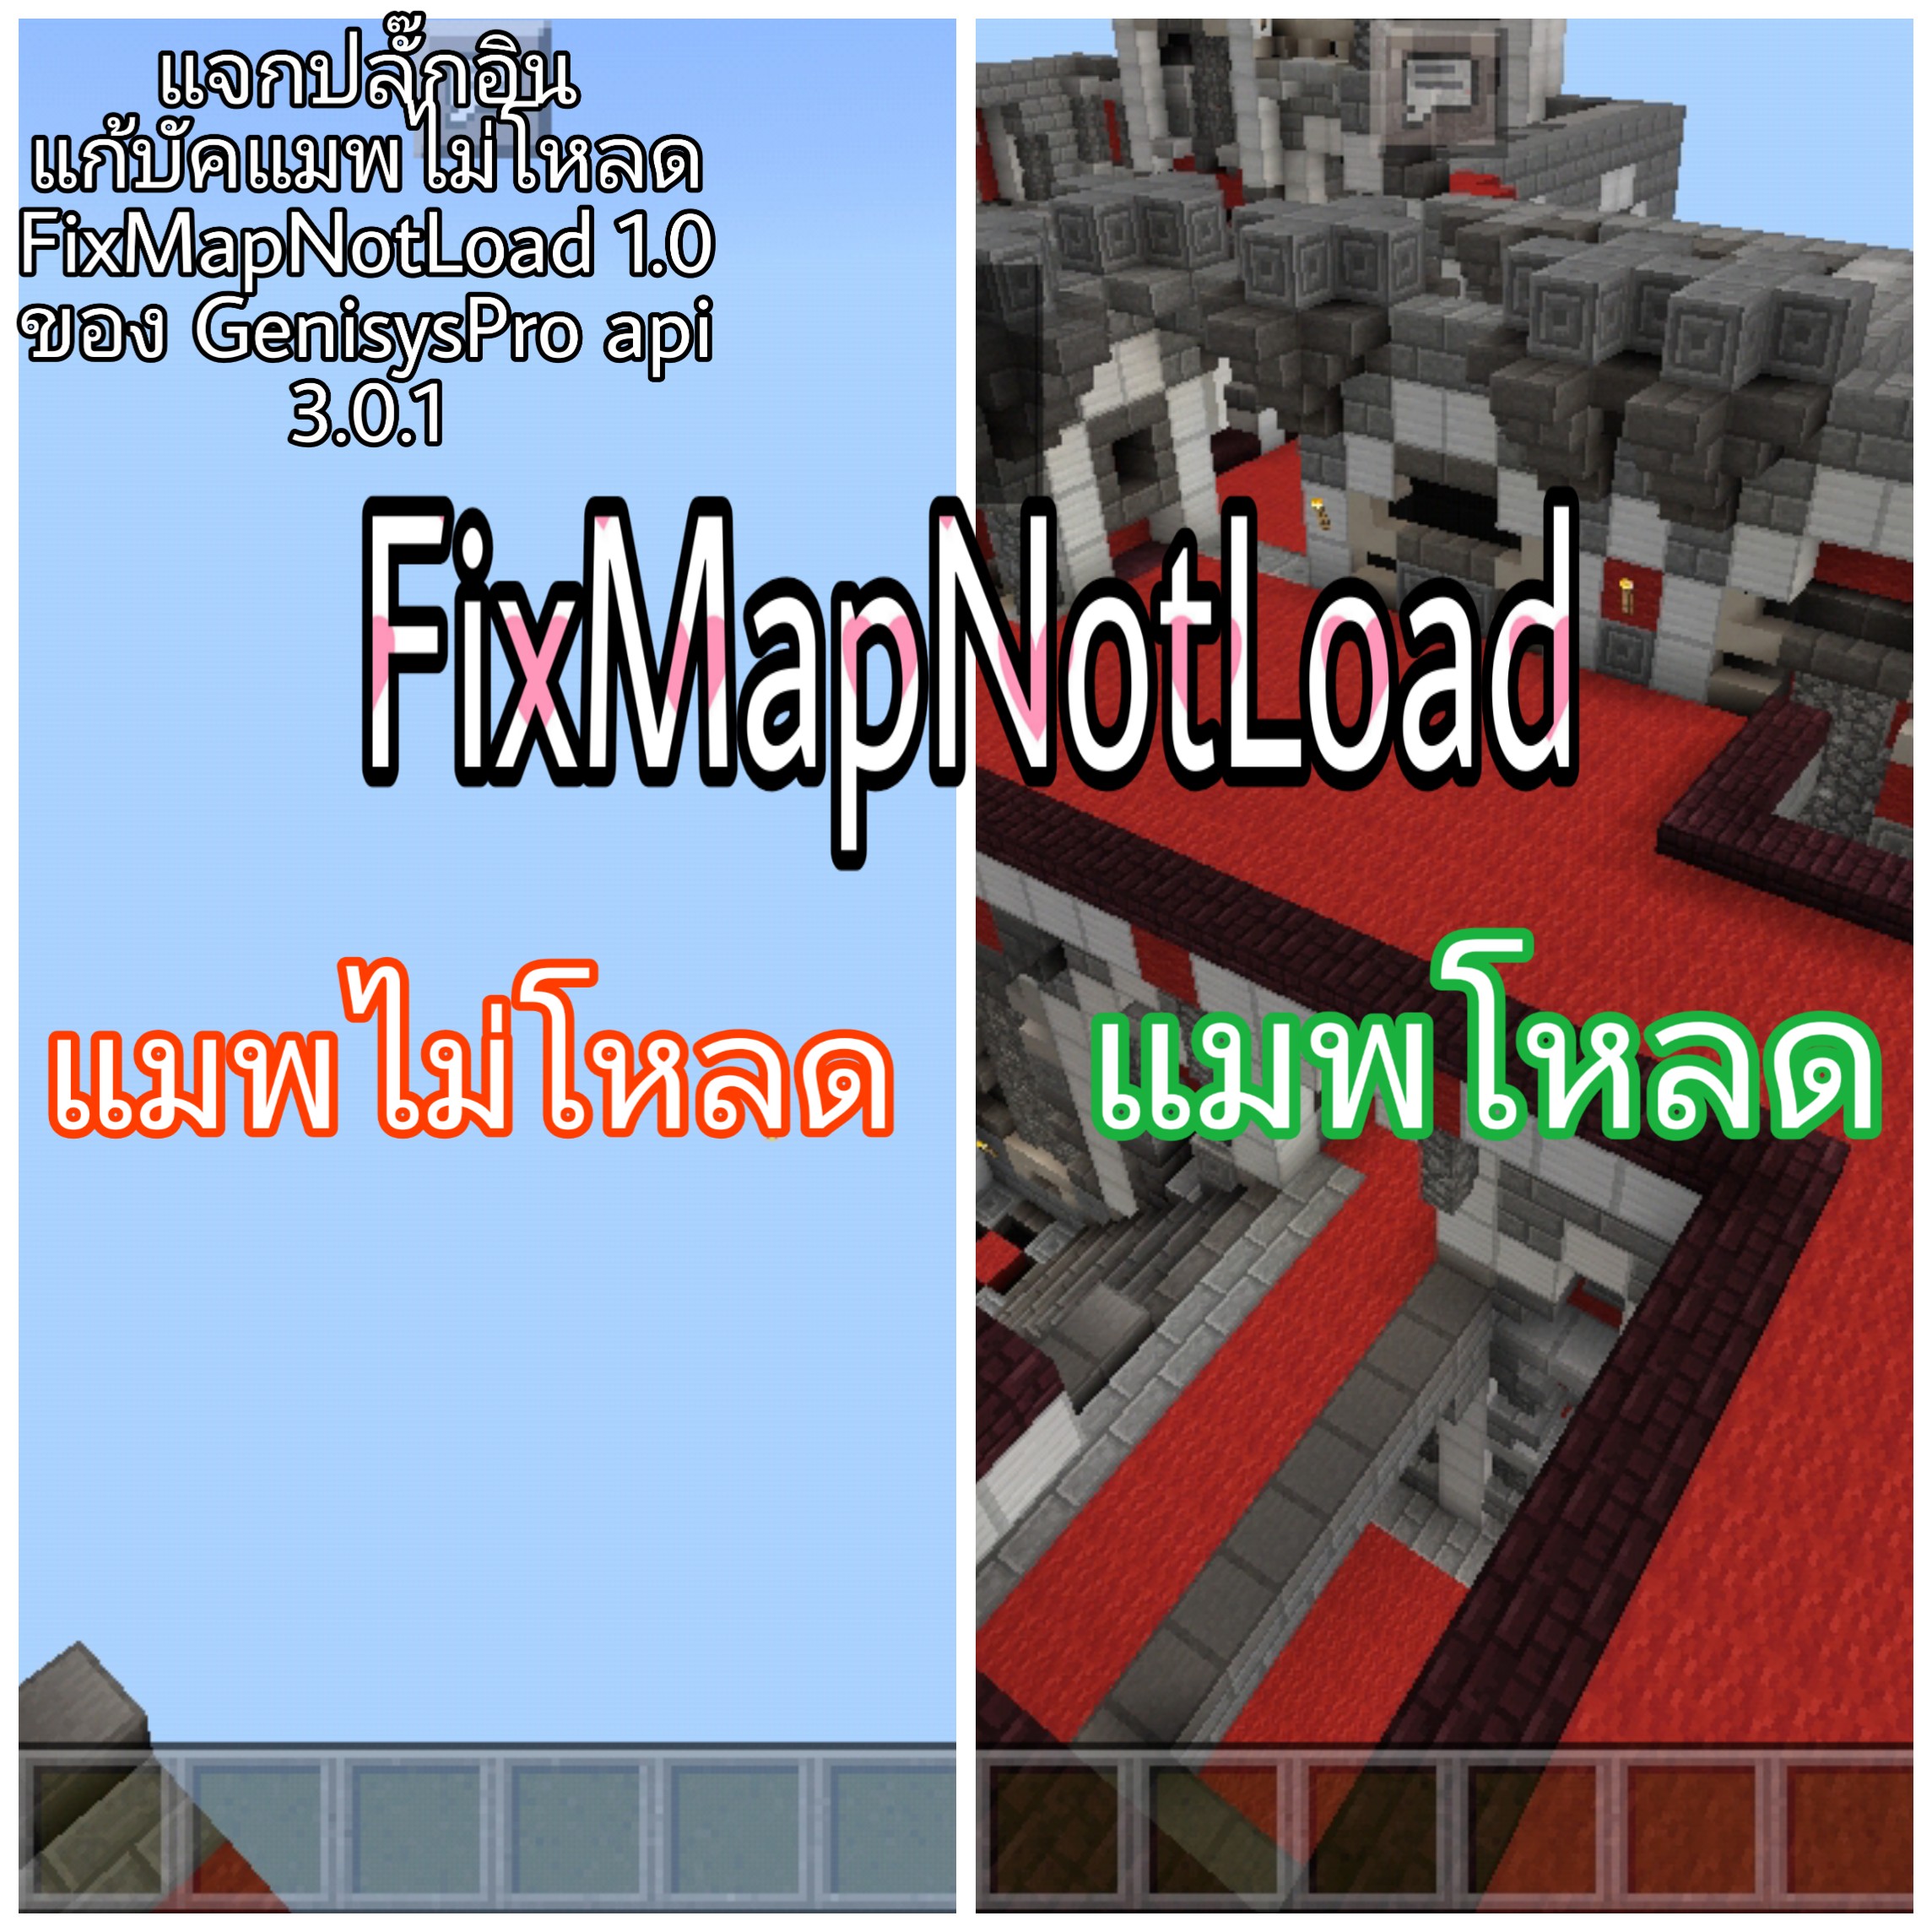 แจกปลั๊กอิน
แก้บัคแมพไม่โหลด
FixMapNotLoad 1.0
ของ GenisysPro api
3.0.1
FixMapNotLoad
แมพไม่โหลด
แมพโหลด